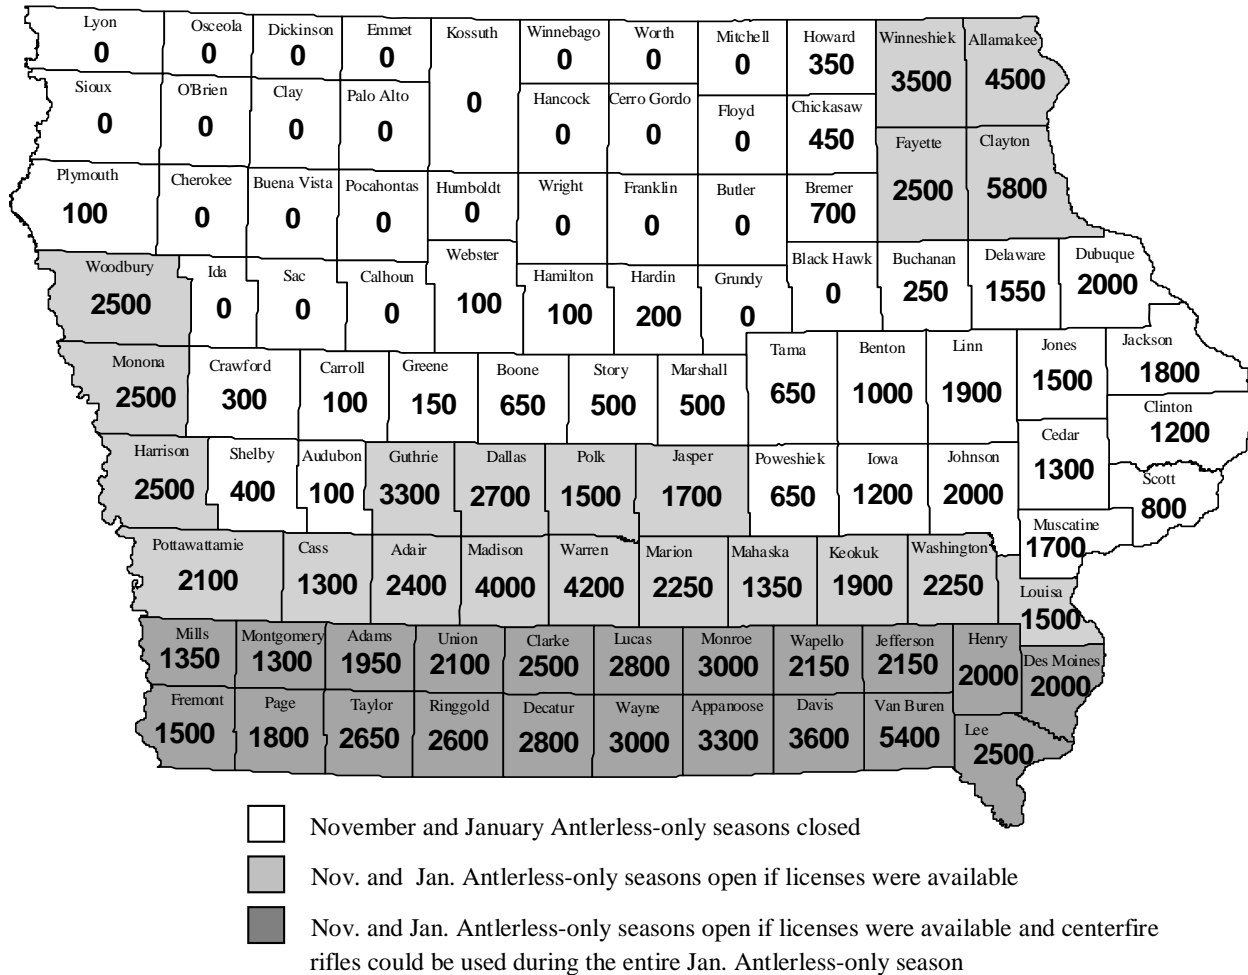 Lyon
0
Osceola
0
Dickinson
0
Emmet
0
Kossuth
0
Winnebago
0
Worth
0
Mitchell
0
Howard
350
Winneshiek
3500
Allamakee
4500
Sioux
0
O'Brien
0
Clay
0
Palo Alto
0
Hancock
0
Cerro Gordo
0
Floyd
0
Chickasaw
450
Fayette
2500
Clayton
5800
Plymouth
100
Cherokee
0
Buena Vista
0
Pocahontas
0
Humboldt
0
Wright
0
Franklin
0
Butler
0
Bremer
700
Woodbury
2500
Ida
0
Sac
0
Calhoun
0
Webster
100
Hamilton
100
Hardin
200
Grundy
0
Black Hawk
0
Buchanan
250
Delaware
1550
Dubuque
2000
Monona
2500
Crawford
300
Carroll
100
Greene
150
Boone
650
Story
500
Marshall
500
Tama
650
Benton
1000
Linn
1900
Jones
1500
Jackson
1800
Clinton
1200
Harrison
2500
Shelby
400
Audubon
100
Guthrie
3300
Dallas
2700
Polk
1500
Jasper
1700
Poweshiek
650
Iowa
1200
Johnson
2000
Cedar
1300
Scott
800
Muscatine
1700
Pottawattamie
2100
Cass
1300
Adair
2400
Madison
4000
Warren
4200
Marion
2250
Mahaska
1350
Keokuk
1900
Washington
2250
Louisa
1500
Mills
1350
Montgomery
1300
Adams
1950
Union
2100
Clarke
2500
Lucas
2800
Monroe
3000
Wapello
2150
Jefferson
2150
Henry
2000
Des Moines
2000
Fremont
1500
Page
1800
Taylor
2650
Ringgold
2600
Decatur
2800
Wayne
3000
Appanoose
3300
Davis
3600
Van Buren
5400
Lee
2500
November and January Antlerless-only seasons closed
Nov. and Jan. Antlerless-only seasons open if licenses were available
Nov. and Jan. Antlerless-only seasons open if licenses were available and centerfire
rifles could be used during the entire Jan. Antlerless-only season